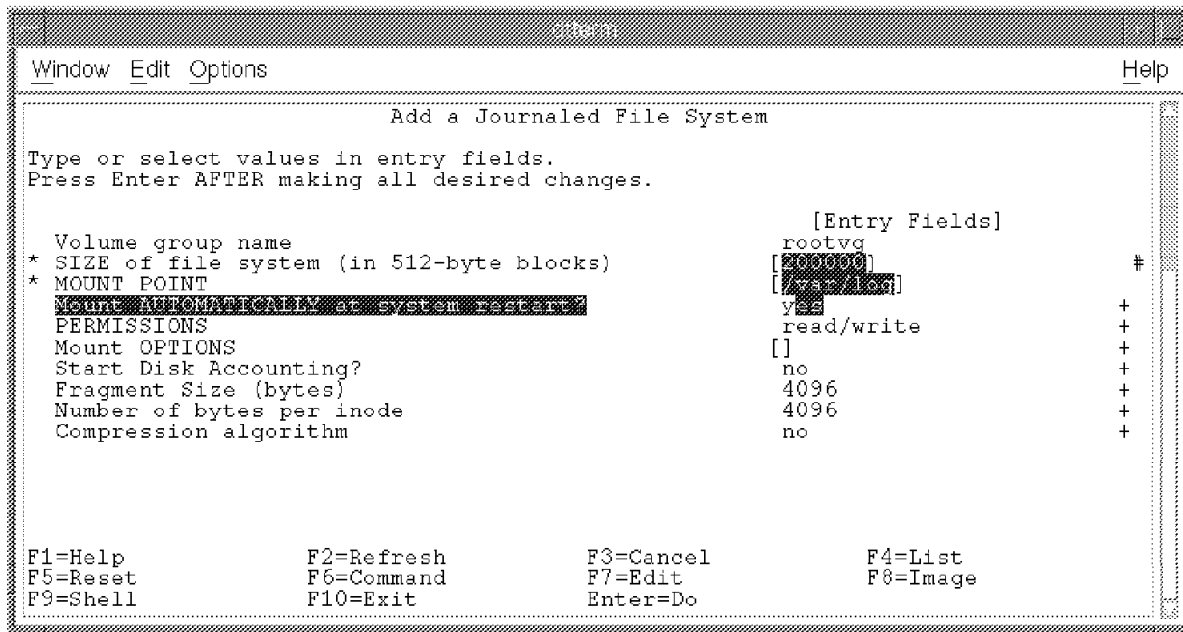 dtterm
Window Edit Options Help
Add a Journaled File System
Type or select values in entry fields.
Press Enter AFTER making all desired changes.
[Entry Fields]
Volume group name rootvg
* SIZE of file system (in 512-byte blocks) [200000] #
* MOUNT POINT [/var/log]
Mount AUTOMATICALLY at system restart? yes +
PERMISSIONS read/write +
Mount OPTIONS [] +
Start Disk Accounting? no +
Fragment Size (bytes) 4096 +
Number of bytes per inode 4096 +
Compression algorithm no +
F1=Help F2=Refresh F3=Cancel F4=List
F5=Reset F6=Command F7=Edit F8=Image
F9=Shell F10=Exit Enter=Do